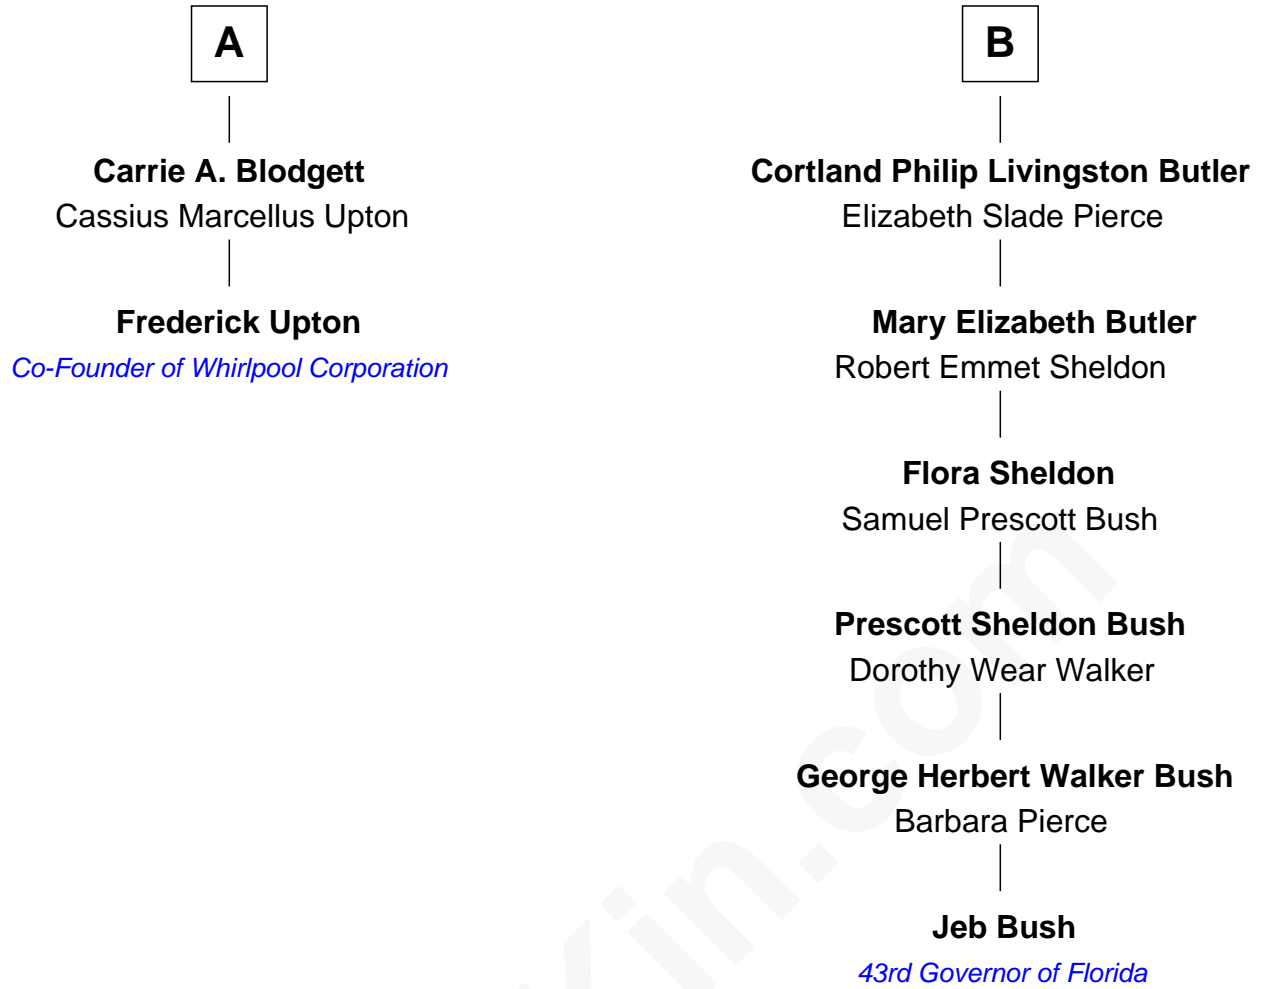 A
Carrie A. Blodgett
Cassius Marcellus Upton
Frederick Upton
Co-Founder of Whirlpool Corporation
B
Cortland Philip Livingston Butler
Elizabeth Slade Pierce
Mary Elizabeth Butler
Robert Emmet Sheldon
Flora Sheldon
Samuel Prescott Bush
Prescott Sheldon Bush
Dorothy Wear Walker
George Herbert Walker Bush
Barbara Pierce
Jeb Bush
43rd Governor of Florida
Kin.com